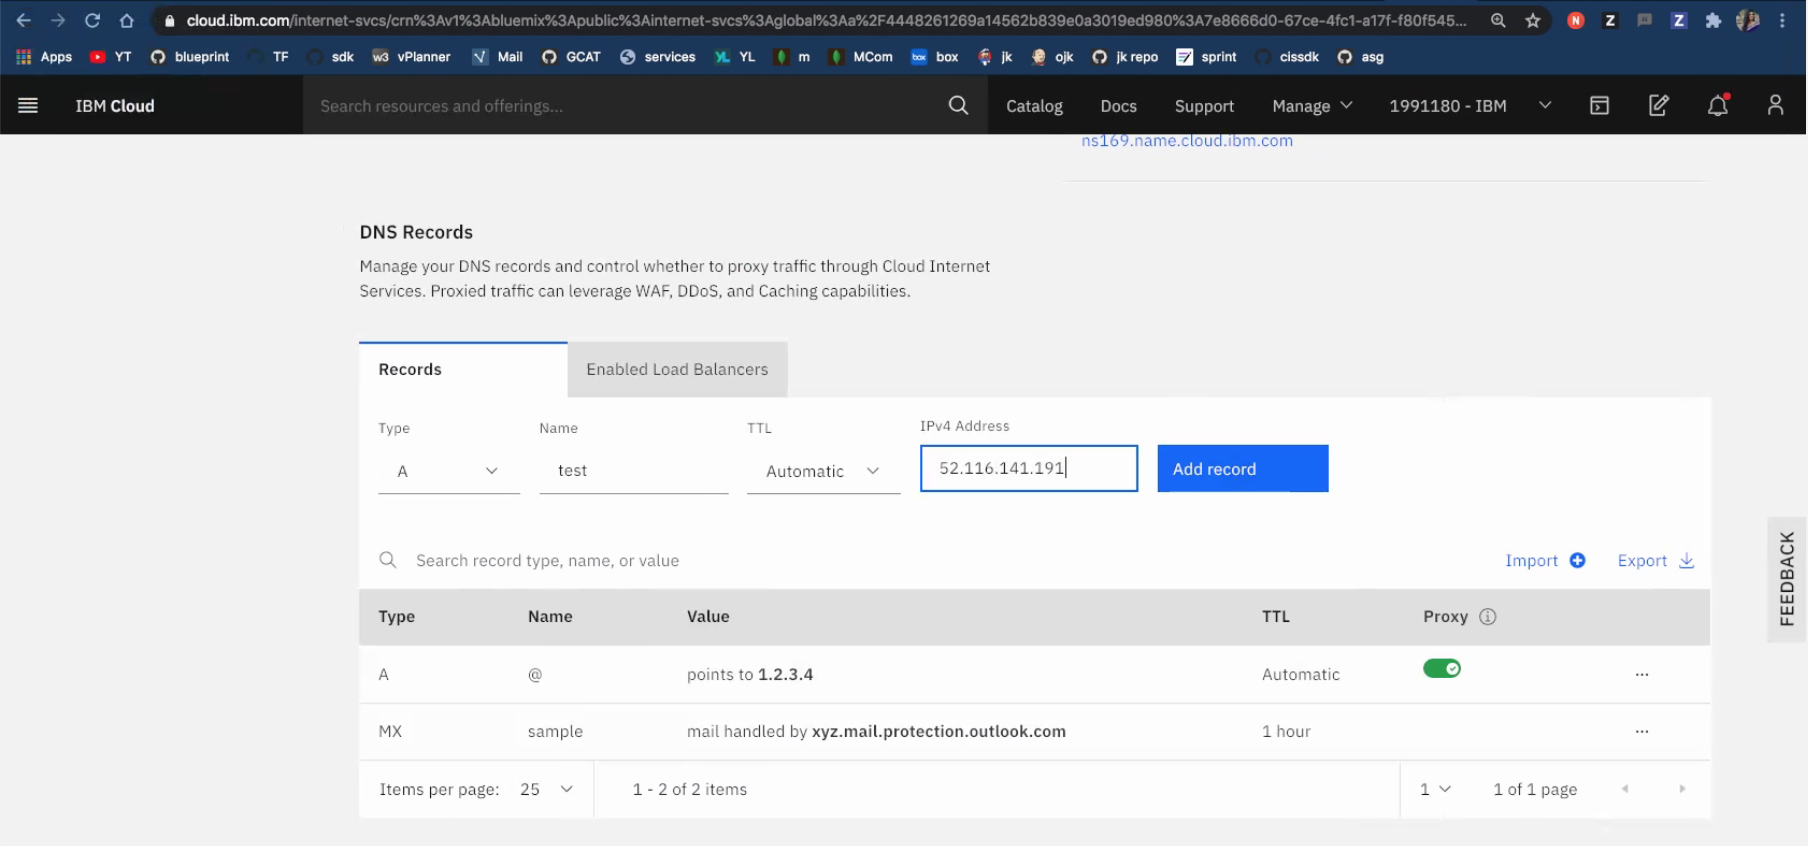 cloud.ibm.com/internet-svcs/crn%3Av1%3Abluemix%3Apublic%3Ainternet-svcs%3Aglobal%3Aa%2F4448261269a14562b839e0a3019ed980%3A7e8666d0-67ce-4fc1-a17f-f80f545...
N Z Z
Apps YT blueprint TF sdk w3 vPlanner Mail GCAT services YL YL m MCom box box jk ojk jk repo sprint cissdk asg
IBM Cloud Search resources and offerings... Catalog Docs Support Manage 1991180 - IBM
ns169.name.cloud.ibm.com
DNS Records
Manage your DNS records and control whether to proxy traffic through Cloud Internet
Services. Proxied traffic can leverage WAF, DDoS, and Caching capabilities.
Records Enabled Load Balancers
Type Name TTL IPv4 Address
A test Automatic 52.116.141.191 Add record
Search record type, name, or value Import Export
FEEDBACK
Type Name Value TTL Proxy
A @ points to 1.2.3.4 Automatic ...
MX sample mail handled by xyz.mail.protection.outlook.com 1 hour ...
Items per page: 25 1 - 2 of 2 items 1 1 of 1 page